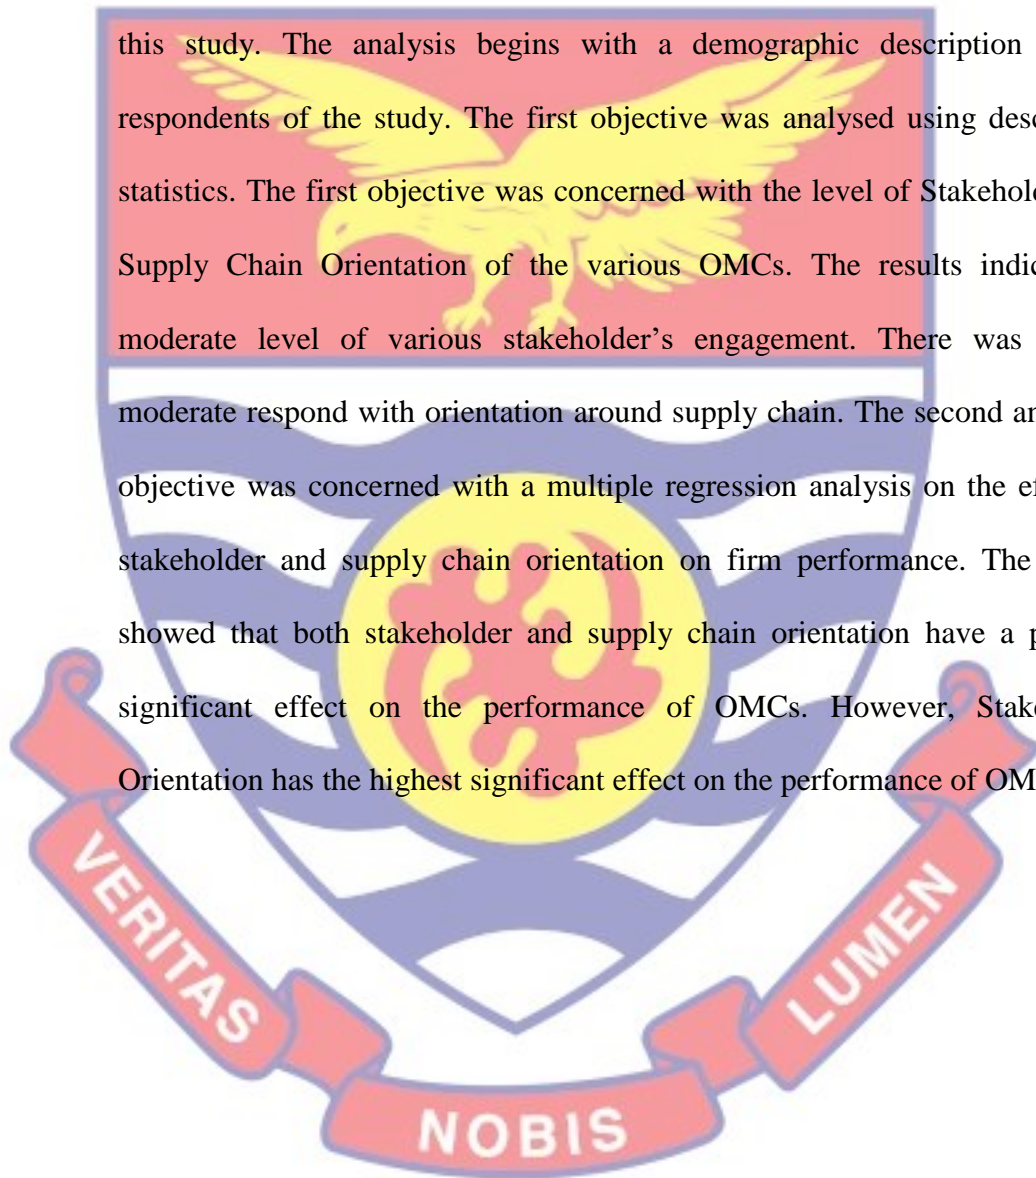 this study. The analysis begins with a demographic description
respondents of the study. The first objective was analysed using desc
statistics. The first objective was concerned with the level of Stakehol
Supply Chain Orientation of the various OMCs. The results indic
moderate level of various stakeholder’s engagement. There was
moderate respond with orientation around supply chain. The second an
objective was concerned with a multiple regression analysis on the ef
stakeholder and supply chain orientation on firm performance. The
showed that both stakeholder and supply chain orientation have a p
significant effect on the performance of OMCs. However, Stak
Orientation has the highest significant effect on the performance of OM
VERITAS
NOBIS
LUMEN